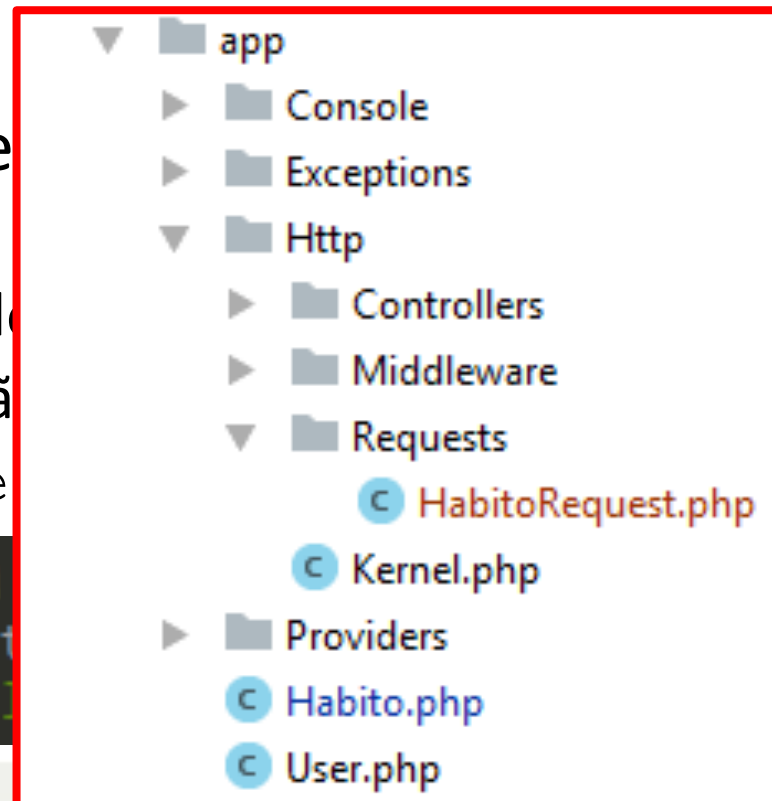 app
Console
Exceptions
Http
Controllers
Middleware
Requests
C HabitoRequest.php
C Kernel.php
Providers
C Habito.php
C User.php